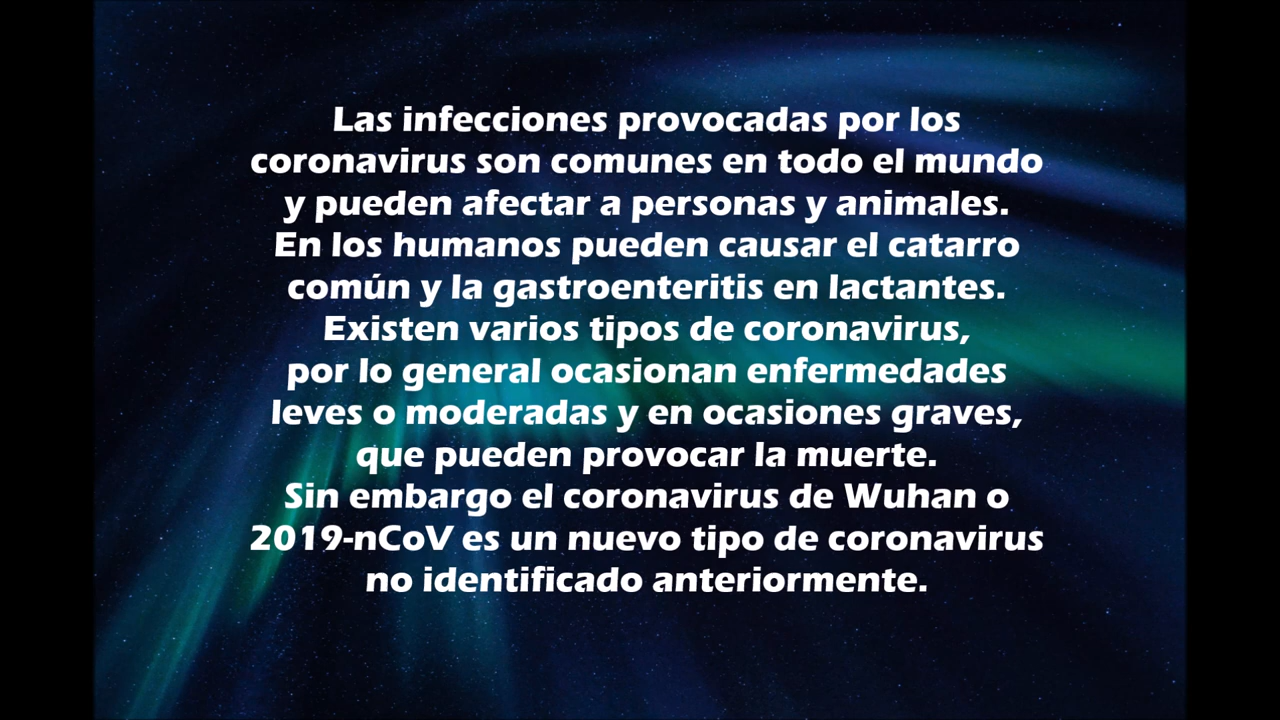 Las infecciones provocadas por los
coronavirus son comunes en todo el mundo
y pueden afectar a personas y animales.
En los humanos pueden causar el catarro
común y la gastroenteritis en lactantes.
Existen varios tipos de coronavirus,
por lo general ocasionan enfermedades
leves o moderadas y en ocasiones graves,
que pueden provocar la muerte.
Sin embargo el coronavirus de Wuhan o
2019-nCoV es un nuevo tipo de coronavirus
no identificado anteriormente.